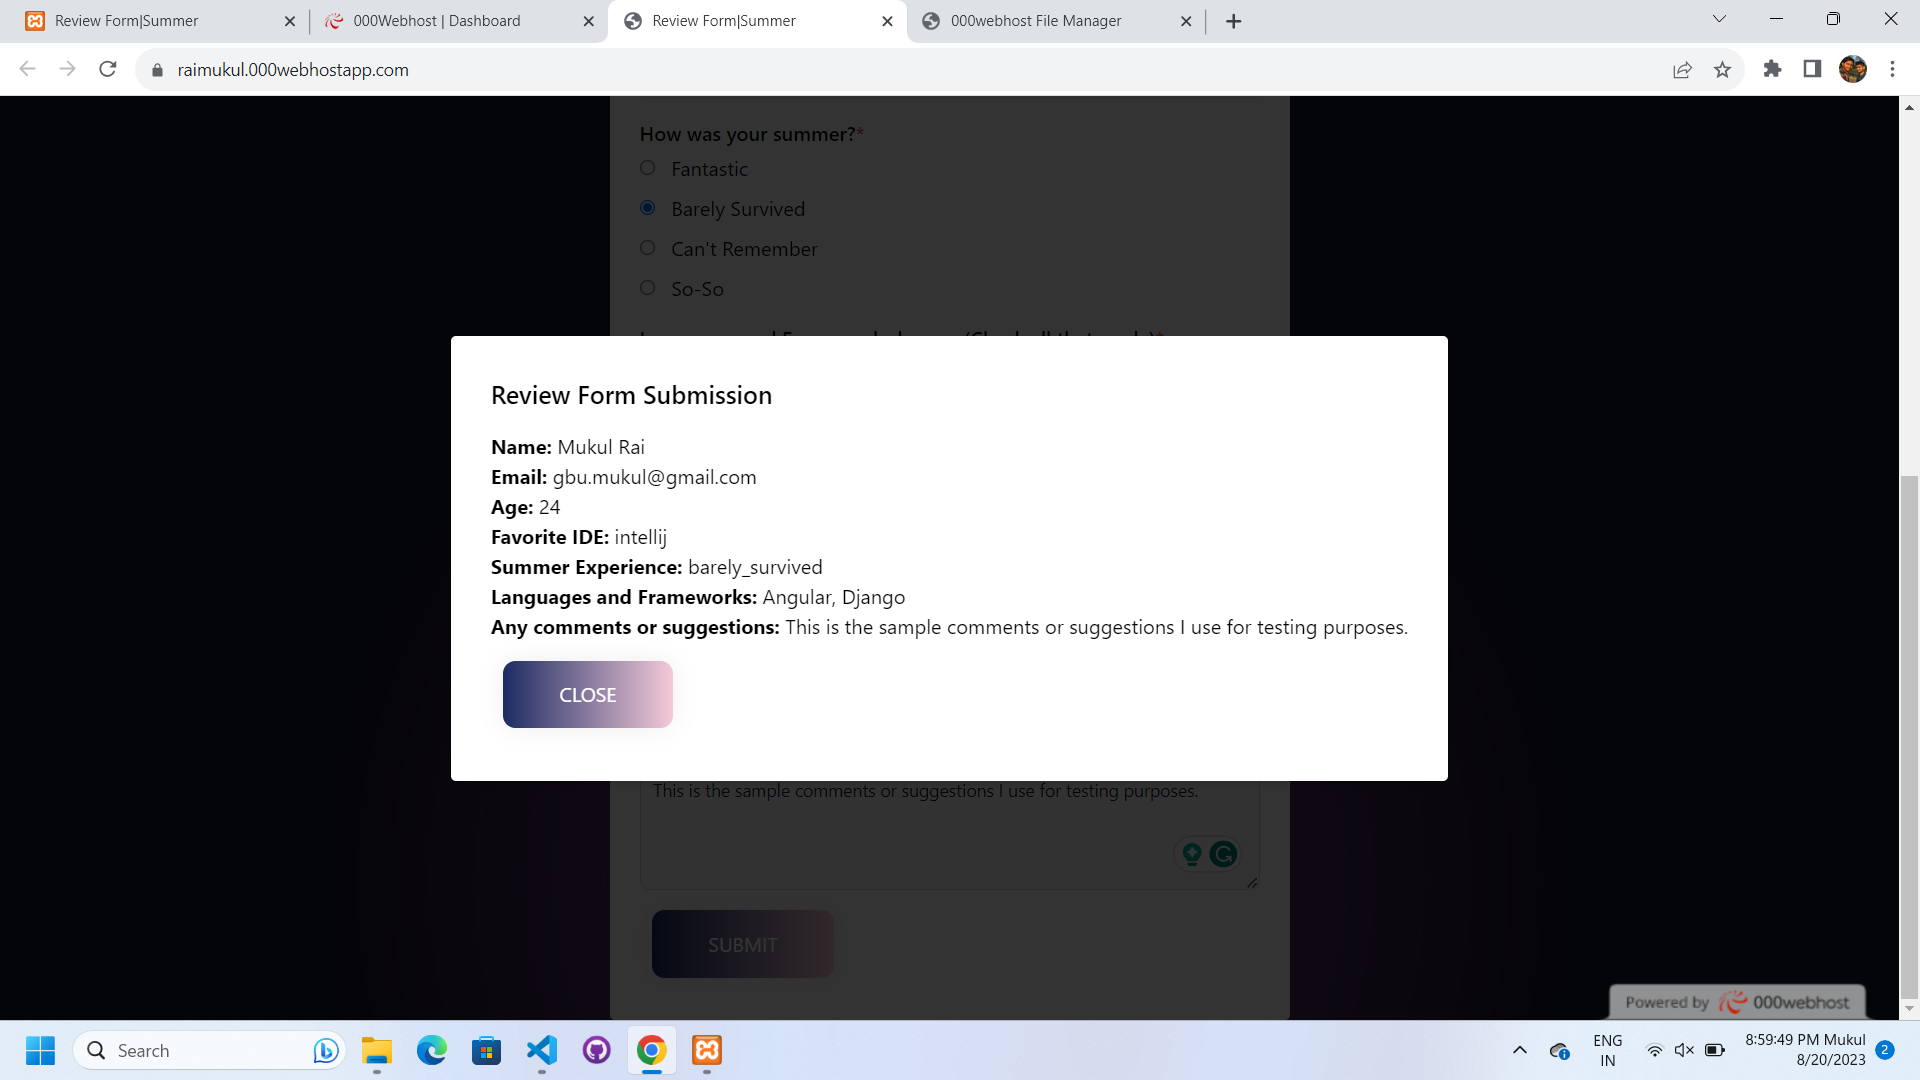 Review Form|Summer
000Webhost | Dashboard
Review Form|Summer
000webhost File Manager
raimukul.000webhostapp.com
How was your summer?*
Fantastic
Barely Survived
Can't Remember
So-So
Review Form Submission
Name: Mukul Rai
Email: gbu.mukul@gmail.com
Age: 24
Favorite IDE: intellij
Summer Experience: barely_survived
Languages and Frameworks: Angular, Django
Any comments or suggestions: This is the sample comments or suggestions I use for testing purposes.
CLOSE
This is the sample comments or suggestions I use for testing purposes.
SUBMIT
Powered by 000webhost
Search
ENG
IN
8:59:49 PM Mukul
8/20/2023
2